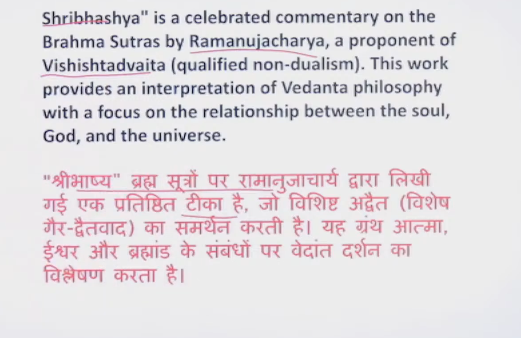 Shribhashya" is a celebrated commentary on the
Brahma Sutras by Ramanujacharya, a proponent of
Vishishtadvaita (qualified non-dualism). This work
provides an interpretation of Vedanta philosophy
with a focus on the relationship between the soul,
God, and the universe.
"श्रीभाष्य" ब्रह्म सूत्रों पर रामानुजाचार्य द्वारा लिखी
गई एक प्रतिष्ठित टीका है, जो विशिष्ट अद्वैत (विशेष
गैर-द्वैतवाद) का समर्थन करती है। यह ग्रंथ आत्मा,
ईश्वर और ब्रह्मांड के संबंधों पर वेदांत दर्शन का
विश्लेषण करता है।